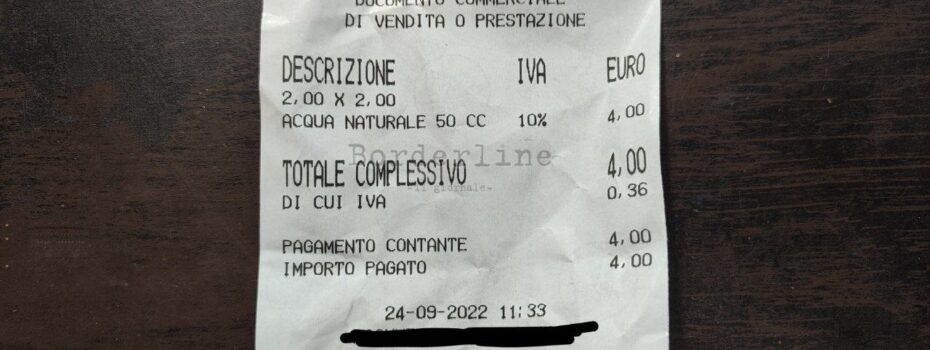 DOCUMENTO COMMERCIALE
DI VENDITA O PRESTAZIONE
DESCRIZIONE IVA EURO
2,00 X 2,00
ACQUA NATURALE 50 CC 10% 4,00
Borderline
TOTALE COMPLESSIVO 4,00
-il giornale-
DI CUI IVA 0,36
PAGAMENTO CONTANTE 4,00
IMPORTO PAGATO 4,00
24-09-2022 11:33